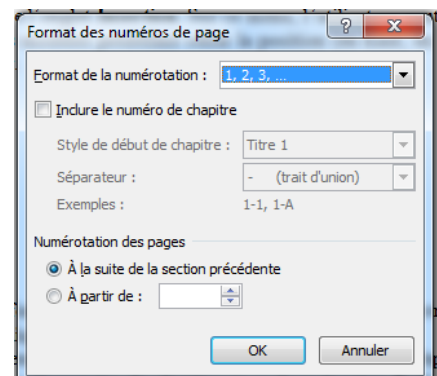 Format des numéros de page
Format de la numérotation : 1, 2, 3, ...
Inclure le numéro de chapitre
Style de début de chapitre : Titre 1
Séparateur : - (trait d'union)
Exemples : 1-1, 1-A
Numérotation des pages
À la suite de la section précédente
À partir de :
OK Annuler